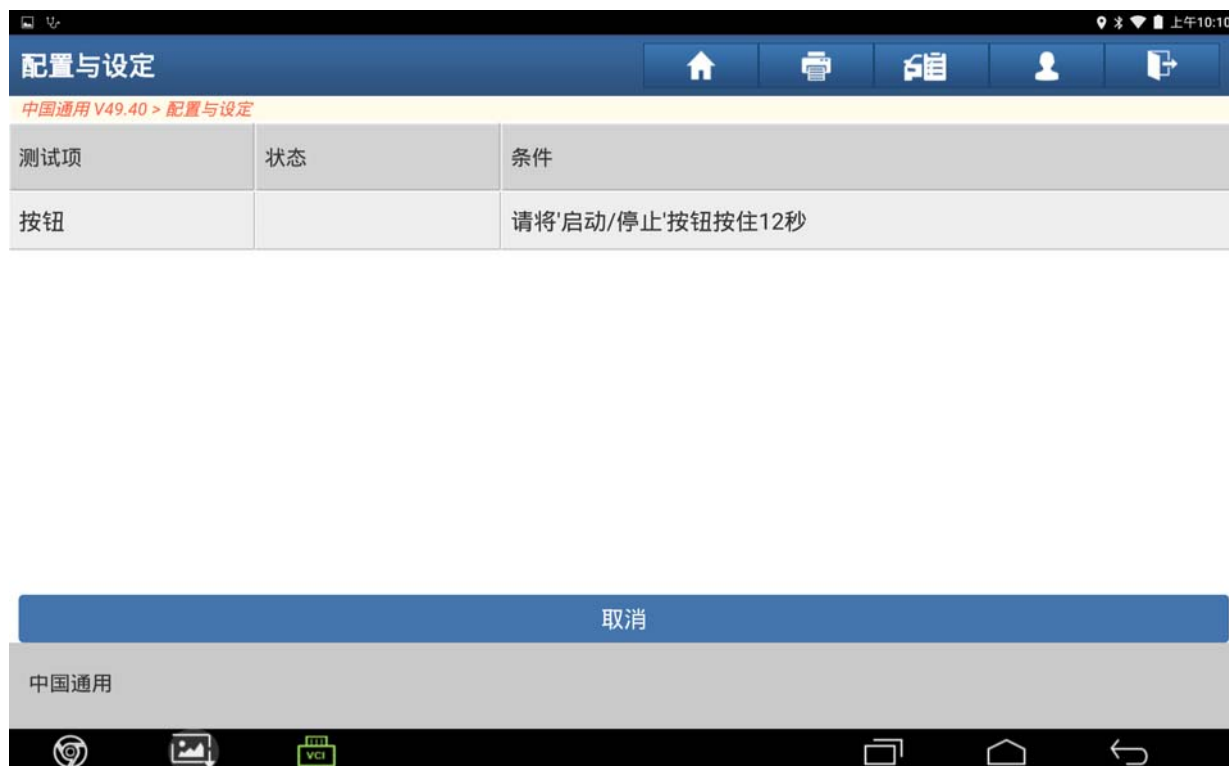 上午10:10
配置与设定
中国通用 V49.40 > 配置与设定
测试项 状态 条件
按钮 请将'启动/停止'按钮按住12秒
取消
中国通用
VCI